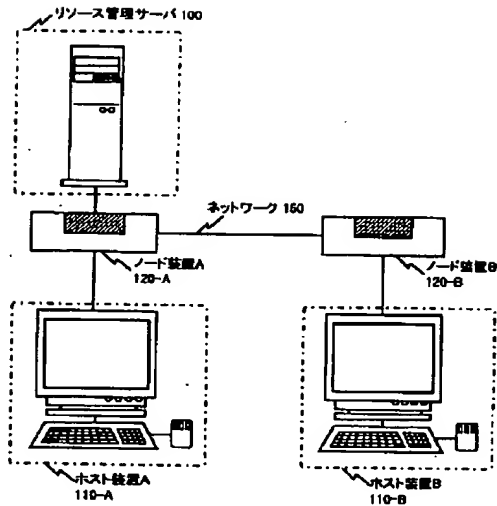 リソース管理サーバ 100
ネットワーク 150
ノード装置A
120-A
ノード装置B
120-B
ホスト装置A
110-A
ホスト装置B
110-B